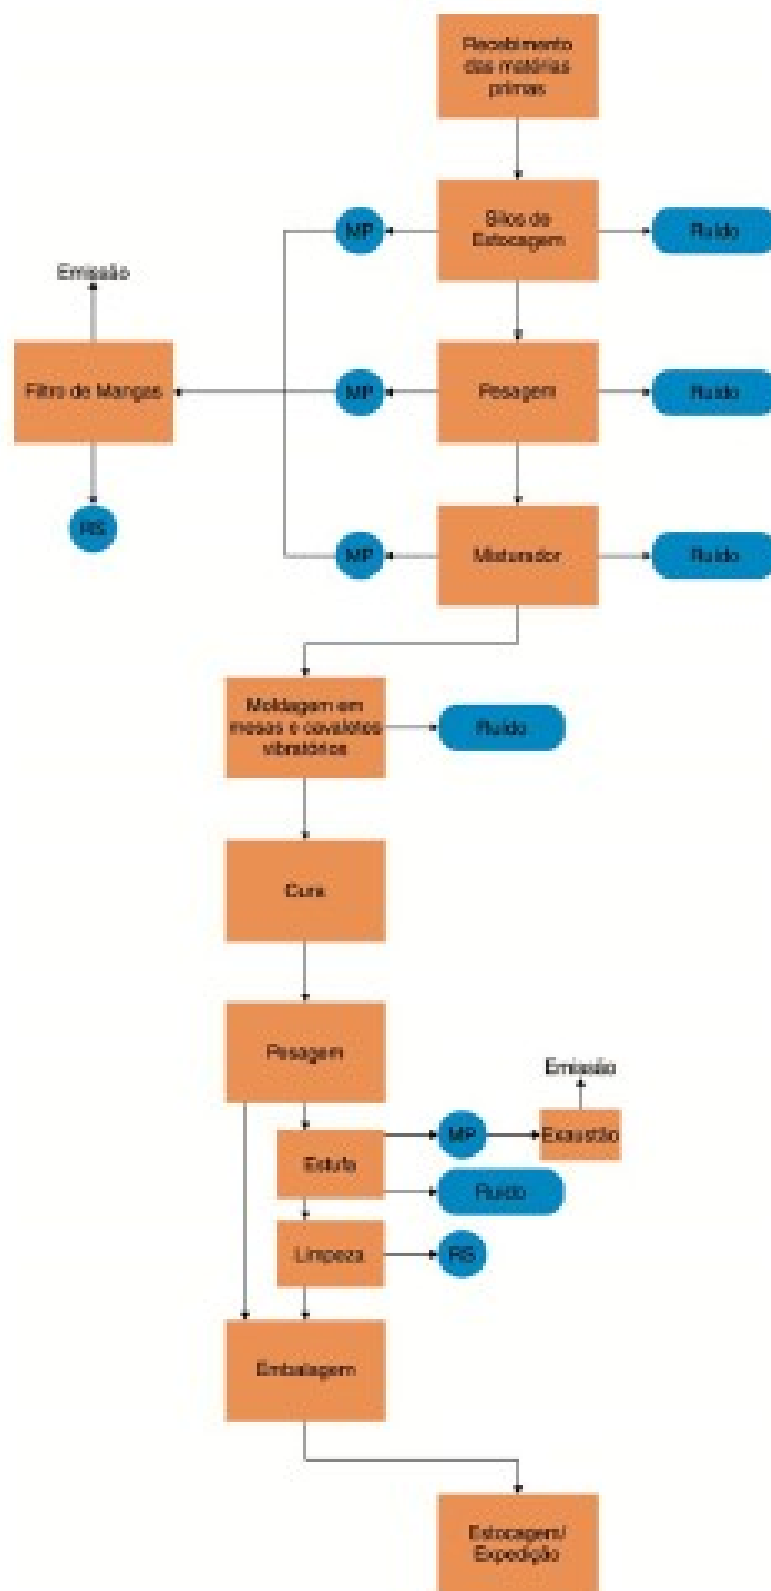 Recebimento
das matérias
primas
MP
Silos de
Estocagem
Ruído
Emissão
Filtro de Mangas
MP
Pesagem
Ruído
RS
MP
Misturador
Ruído
Moldagem em
mesas e cavaletes
vibratórios
Ruído
Cura
Pesagem
Emissão
Estufa
MP
Exaustão
Ruído
Limpeza
RS
Embalagem
Estocagem/
Expedição